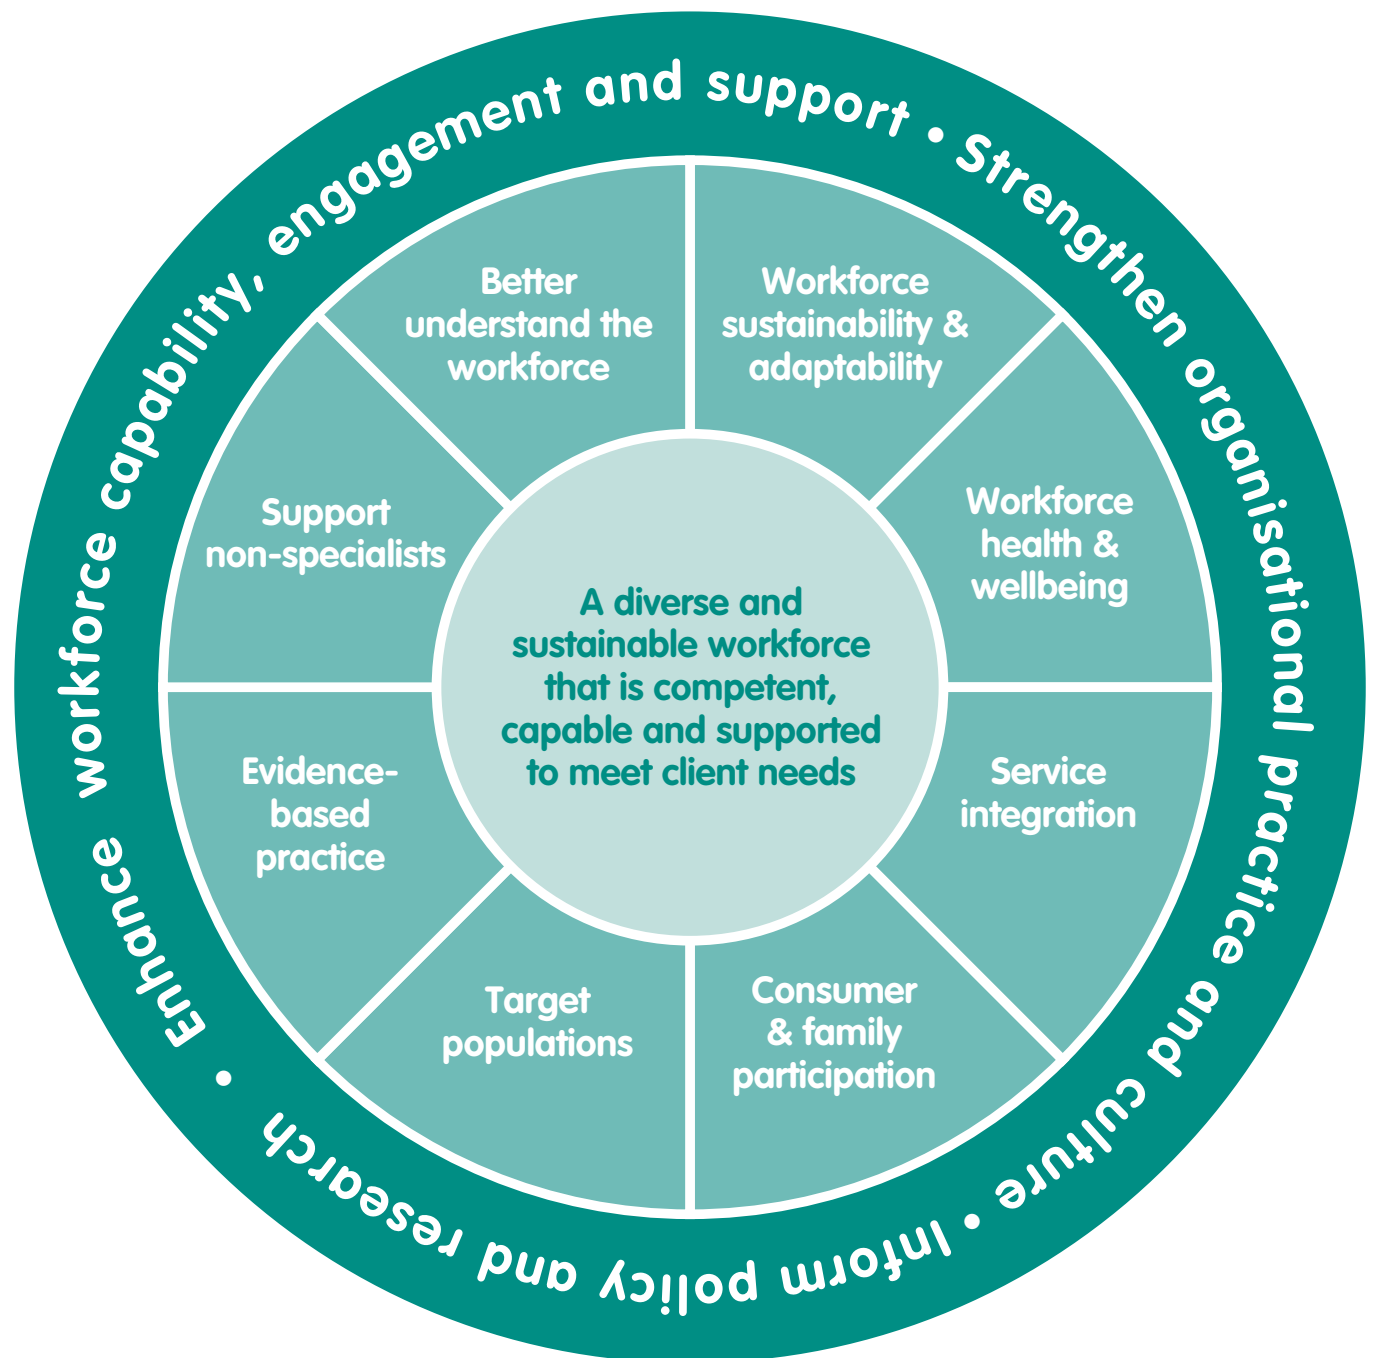 Enhance workforce capability, engagement and support • Strengthen organisational practice and culture • Inform policy and research •
Better
understand the
workforce
Workforce
sustainability &
adaptability
Workforce
health &
wellbeing
Service
integration
Consumer
& family
participation
Target
populations
Evidence-
based
practice
Support
non-specialists
A diverse and
sustainable workforce
that is competent,
capable and supported
to meet client needs